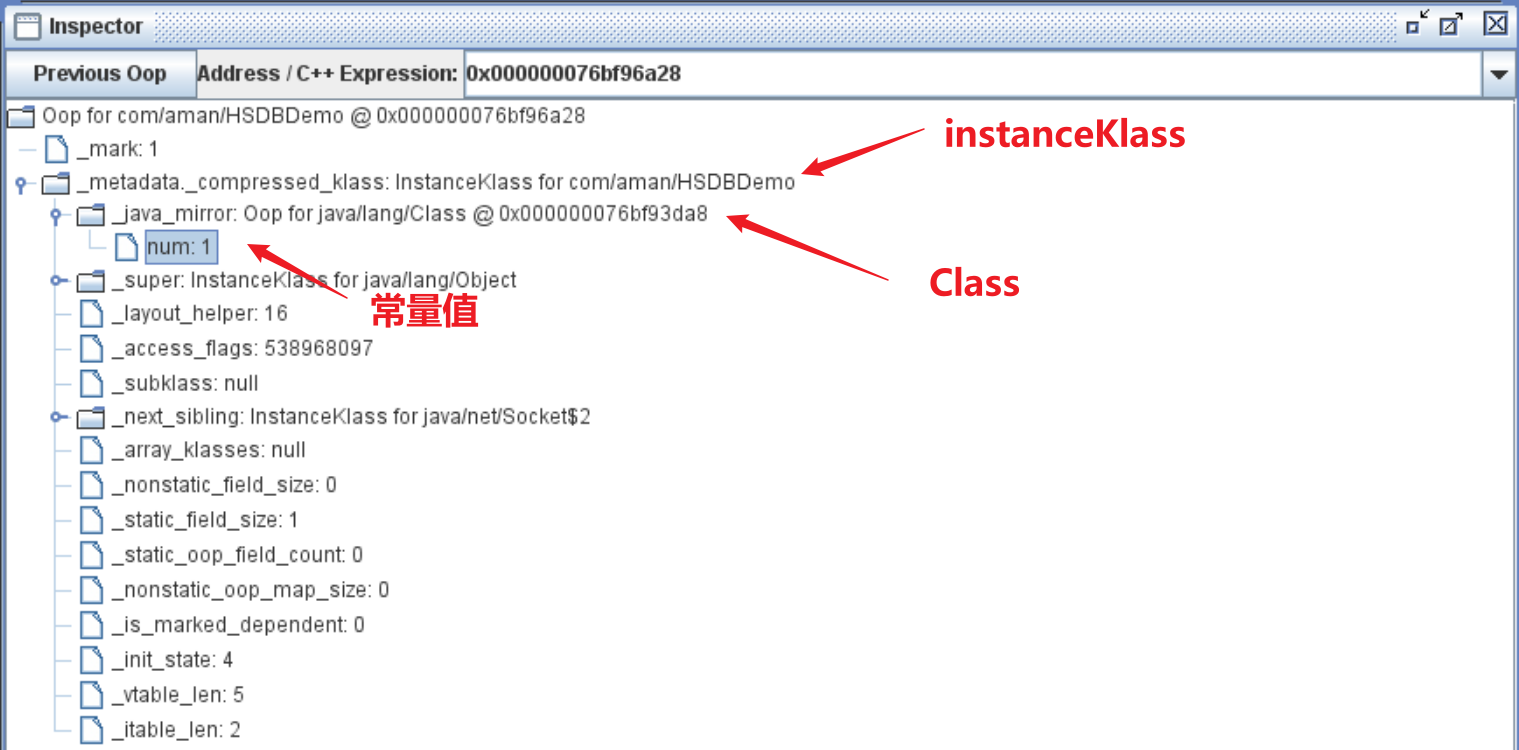 Inspector
Previous Oop Address / C++ Expression: 0x000000076bf96a28
Oop for com/aman/HSDBDemo @ 0x000000076bf96a28
_mark: 1
instanceKlass
_metadata._compressed_klass: InstanceKlass for com/aman/HSDBDemo
_java_mirror: Oop for java/lang/Class @ 0x000000076bf93da8
num: 1
_super: InstanceKlass for java/lang/Object
Class
常量值
_layout_helper: 16
_access_flags: 538968097
_subklass: null
_next_sibling: InstanceKlass for java/net/Socket$2
_array_klasses: null
_nonstatic_field_size: 0
_static_field_size: 1
_static_oop_field_count: 0
_nonstatic_oop_map_size: 0
_is_marked_dependent: 0
_init_state: 4
_vtable_len: 5
_itable_len: 2